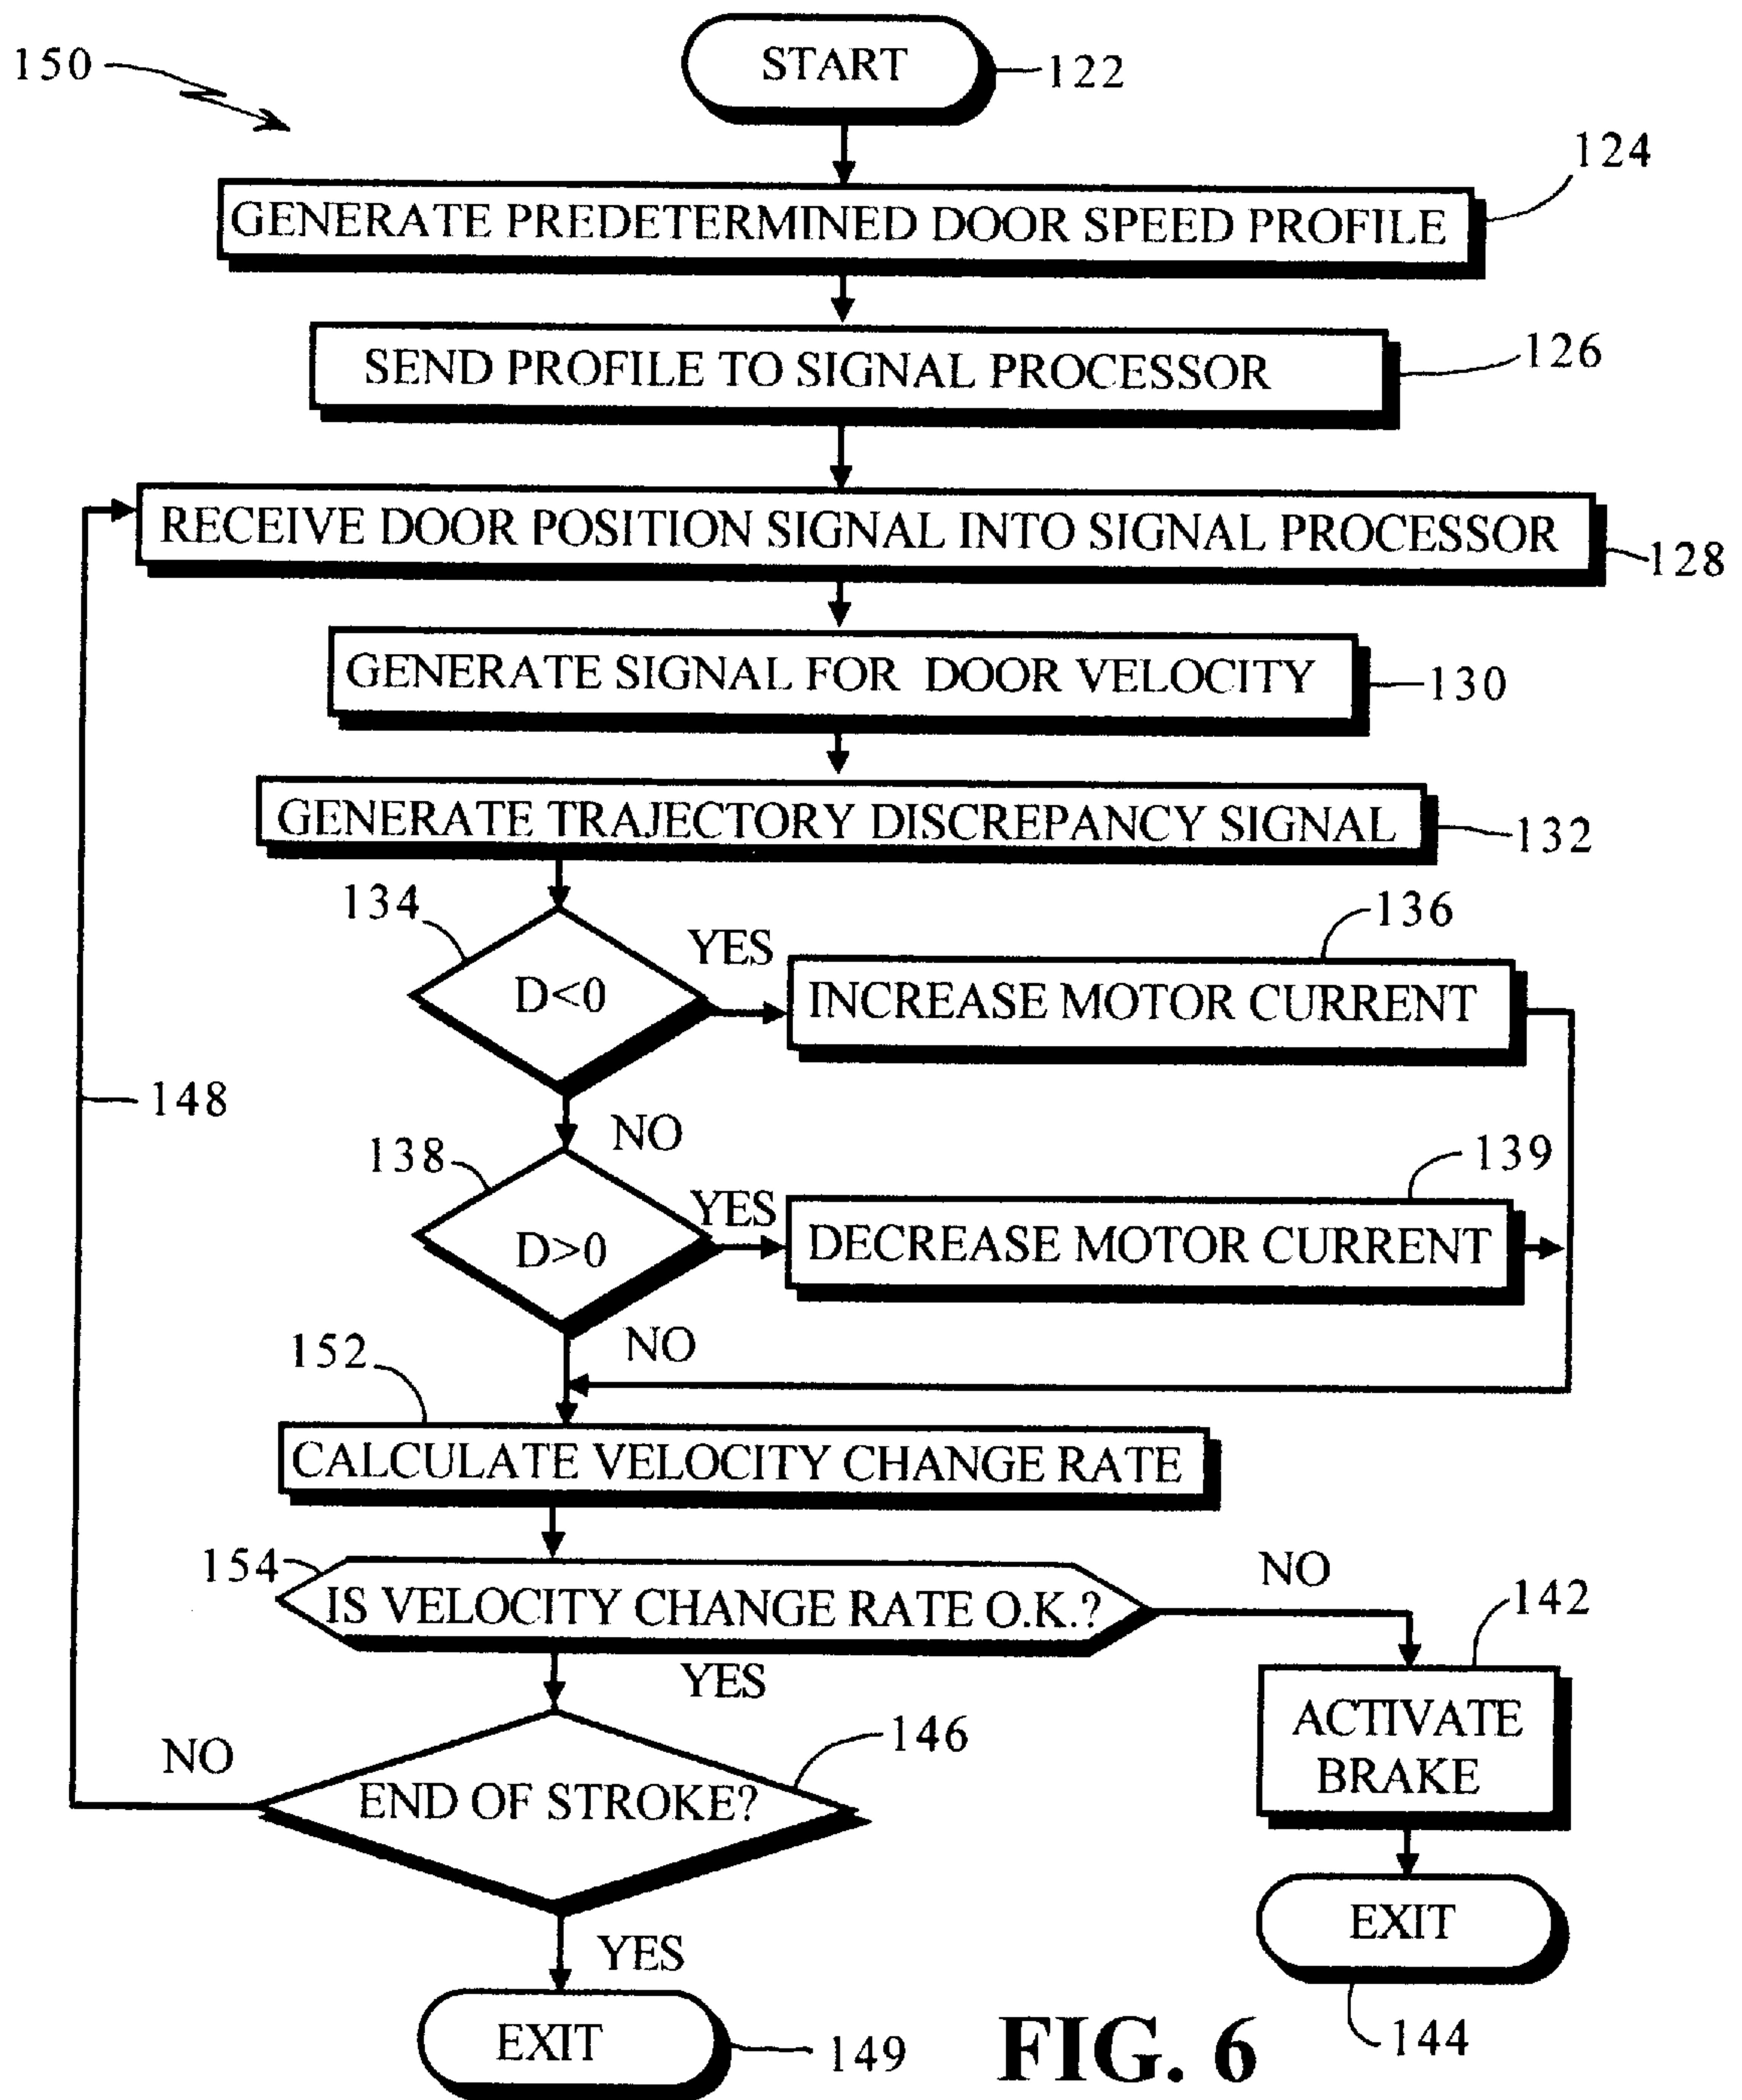 150
START
122
124
GENERATE PREDETERMINED DOOR SPEED PROFILE
SEND PROFILE TO SIGNAL PROCESSOR
126
RECEIVE DOOR POSITION SIGNAL INTO SIGNAL PROCESSOR
128
GENERATE SIGNAL FOR DOOR VELOCITY
130
GENERATE TRAJECTORY DISCREPANCY SIGNAL
132
134
D<0
YES
136
INCREASE MOTOR CURRENT
148
NO
138
D>0
YES
139
DECREASE MOTOR CURRENT
NO
152
CALCULATE VELOCITY CHANGE RATE
154
IS VELOCITY CHANGE RATE O.K.?
NO
142
ACTIVATE
BRAKE
YES
146
NO
END OF STROKE?
EXIT
144
YES
EXIT
149
FIG. 6